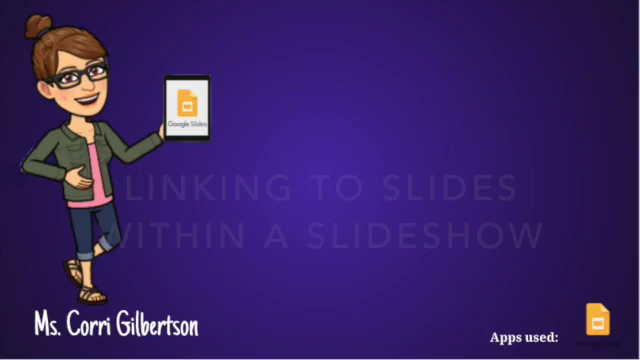 Google Slides
LINKING TO SLIDES
WITHIN A SLIDESHOW
Ms. Corri Gilbertson
Apps used: